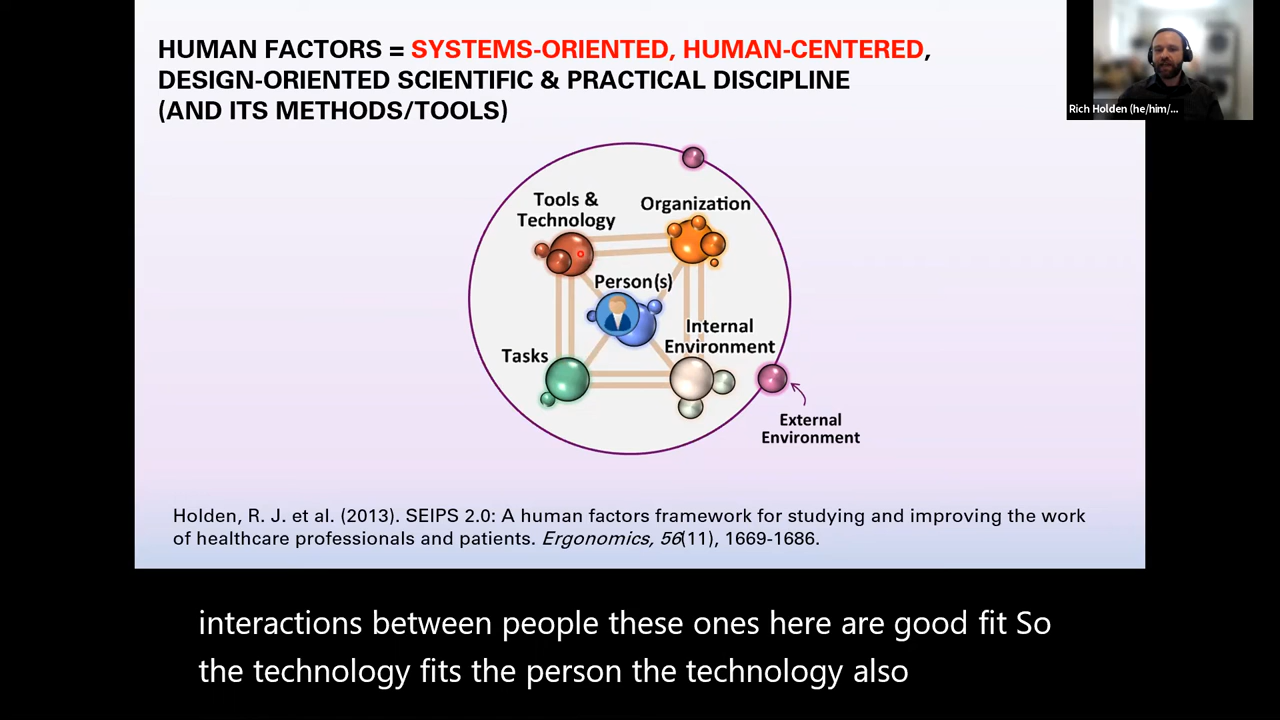 HUMAN FACTORS = SYSTEMS-ORIENTED, HUMAN-CENTERED,
DESIGN-ORIENTED SCIENTIFIC & PRACTICAL DISCIPLINE
(AND ITS METHODS/TOOLS)
Rich Holden (he/him/...
Tools &
Technology
Organization
Person(s)
Internal
Environment
Tasks
External
Environment
Holden, R. J. et al. (2013). SEIPS 2.0: A human factors framework for studying and improving the work
of healthcare professionals and patients. Ergonomics, 56(11), 1669-1686.
interactions between people these ones here are good fit So
the technology fits the person the technology also